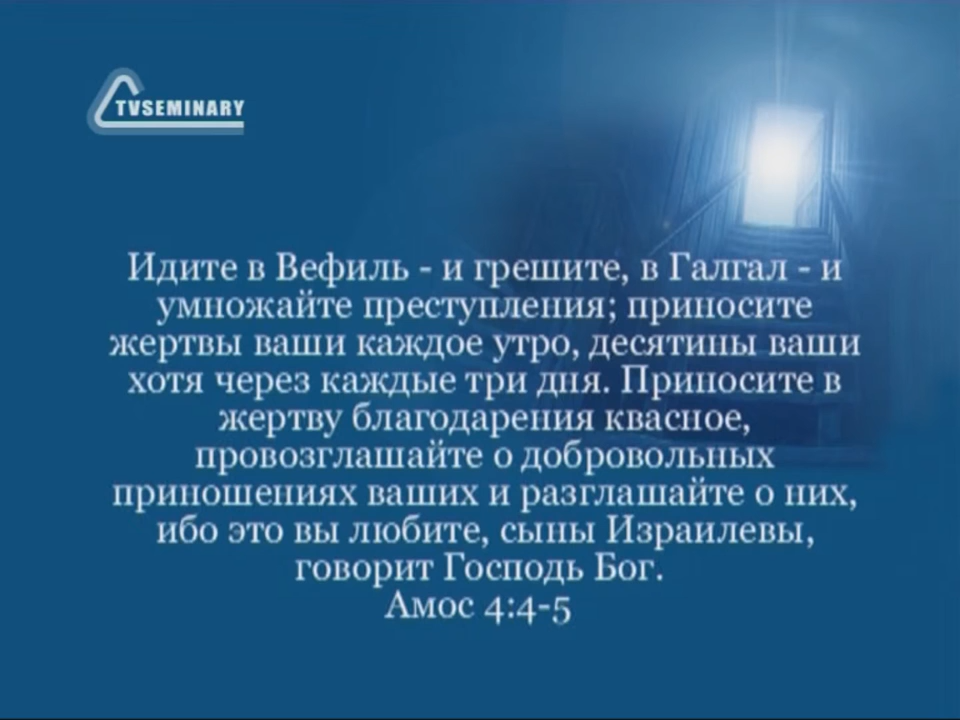 TVSEMINARY
Идите в Вефиль - и грешите, в Галгал - и
умножайте преступления; приносите
жертвы ваши каждое утро, десятины ваши
хотя через каждые три дня. Приносите в
жертву благодарения квасное,
провозглашайте о добровольных
приношениях ваших и разглашайте о них,
ибо это вы любите, сыны Израилевы,
говорит Господь Бог.
Амос 4:4-5